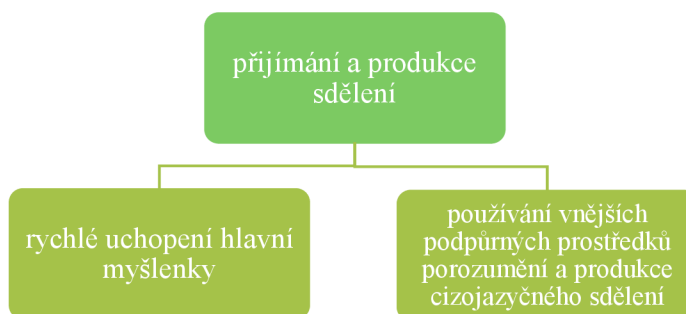 přijímání a produkce
sdělení
rychlé uchopení hlavní
myšlenky
používání vnějších
podpůrných prostředků
porozumění a produkce
cizojazyčného sdělení